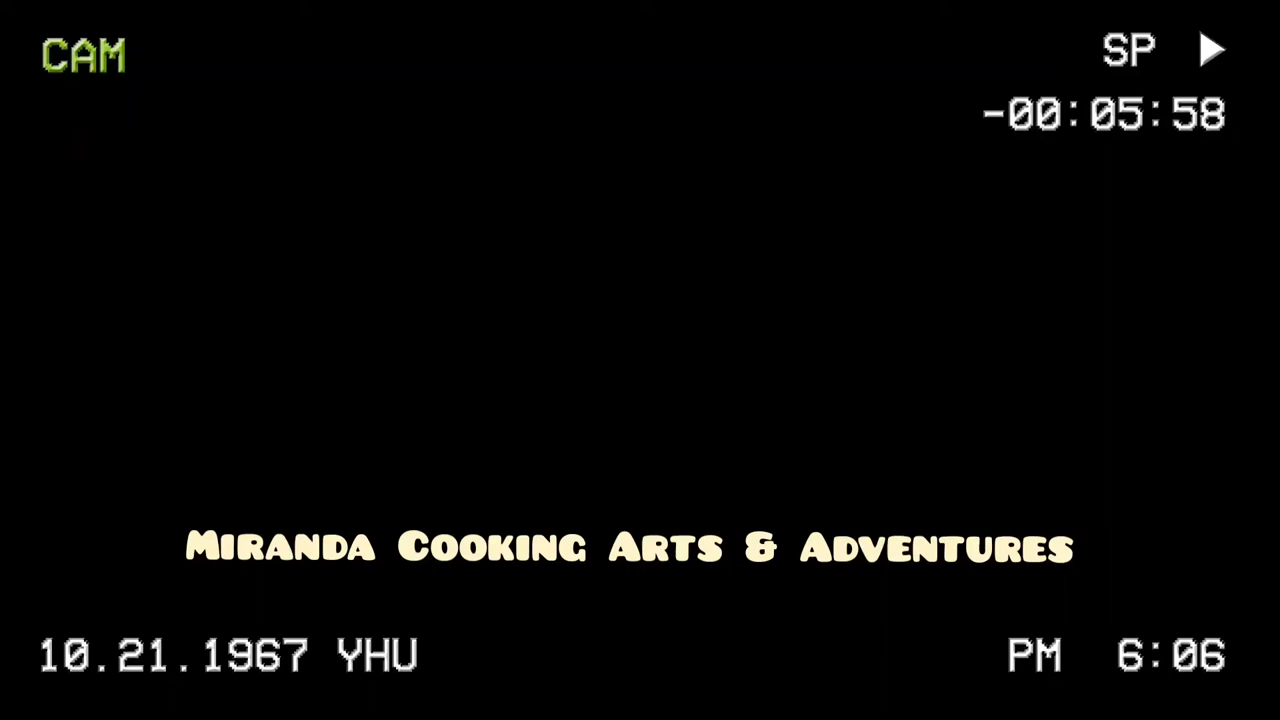 CAM
SP
-00:05:58
Miranda Cooking Arts & Adventures
10.21.1967 YHU
PM 6:06